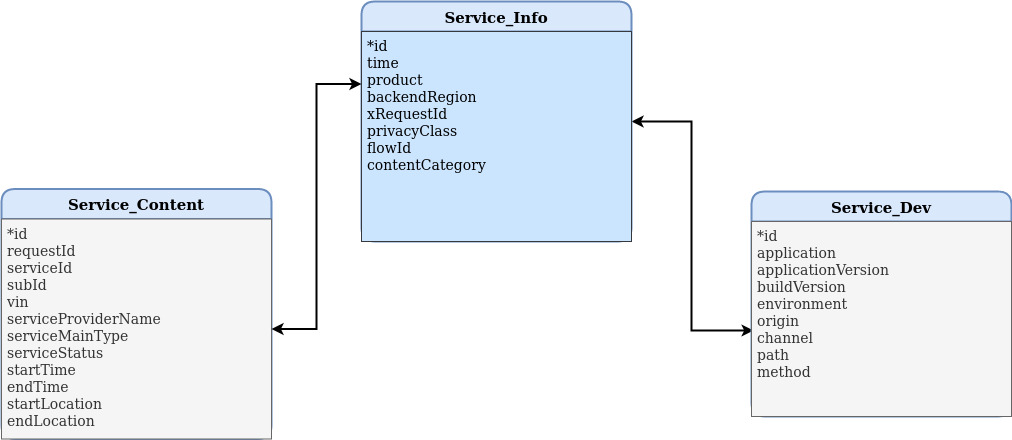 Service_Info
*id
time
product
backendRegion
xRequestId
privacyClass
flowId
contentCategory
Service_Content
*id
requestId
serviceId
subId
vin
serviceProviderName
serviceMainType
serviceStatus
startTime
endTime
startLocation
endLocation
Service_Dev
*id
application
applicationVersion
buildVersion
environment
origin
channel
path
method